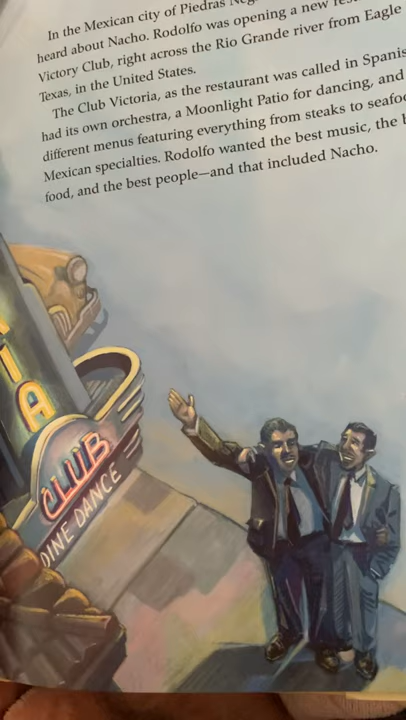 In the Mexican city of Piedras
heard about Nacho. Rodolfo was opening a new
Victory Club, right across the Rio Grande river from Eagle
Texas, in the United States.
The Club Victoria, as the restaurant was called in
had its own orchestra, a Moonlight Patio for dancing, and
different menus featuring everything from steaks to
Mexican specialties. Rodolfo wanted the best music, the
food, and the best people—and that included Nacho.
IA
CLUB
DINE DANCE